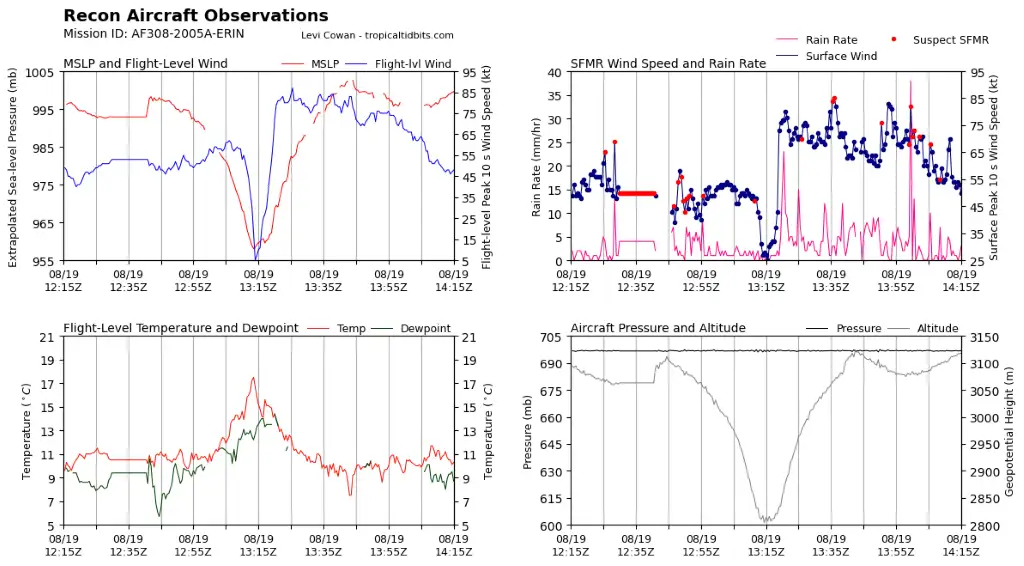 Recon Aircraft Observations
Mission ID: AF308-2005A-ERIN
Levi Cowan - tropicaltidbits.com
MSLP and Flight-Level Wind
MSLP
Flight-lvl Wind
Extrapolated Sea-level Pressure (mb)
1005
995
985
975
965
955
95
85
75
65
55
45
35
25
15
5
Flight-level Peak 10 s Wind Speed (kt)
08/19 08/19 08/19 08/19 08/19 08/19 08/19
12:15Z 12:35Z 12:55Z 13:15Z 13:35Z 13:55Z 14:15Z
Rain Rate
Suspect SFMR
Surface Wind
SFMR Wind Speed and Rain Rate
Rain Rate (mm/hr)
40
35
30
25
20
15
10
5
0
95
85
75
65
55
45
35
25
Surface Peak 10 s Wind Speed (kt)
08/19 08/19 08/19 08/19 08/19 08/19 08/19
12:15Z 12:35Z 12:55Z 13:15Z 13:35Z 13:55Z 14:15Z
Flight-Level Temperature and Dewpoint
Temp
Dewpoint
Temperature (°C)
21
19
17
15
13
11
9
7
5
21
19
17
15
13
11
9
7
5
Temperature (°C)
08/19 08/19 08/19 08/19 08/19 08/19 08/19
12:15Z 12:35Z 12:55Z 13:15Z 13:35Z 13:55Z 14:15Z
Aircraft Pressure and Altitude
Pressure
Altitude
Pressure (mb)
705
690
675
660
645
630
615
600
3150
3100
3050
3000
2950
2900
2850
2800
Geopotential Height (m)
08/19 08/19 08/19 08/19 08/19 08/19 08/19
12:15Z 12:35Z 12:55Z 13:15Z 13:35Z 13:55Z 14:15Z